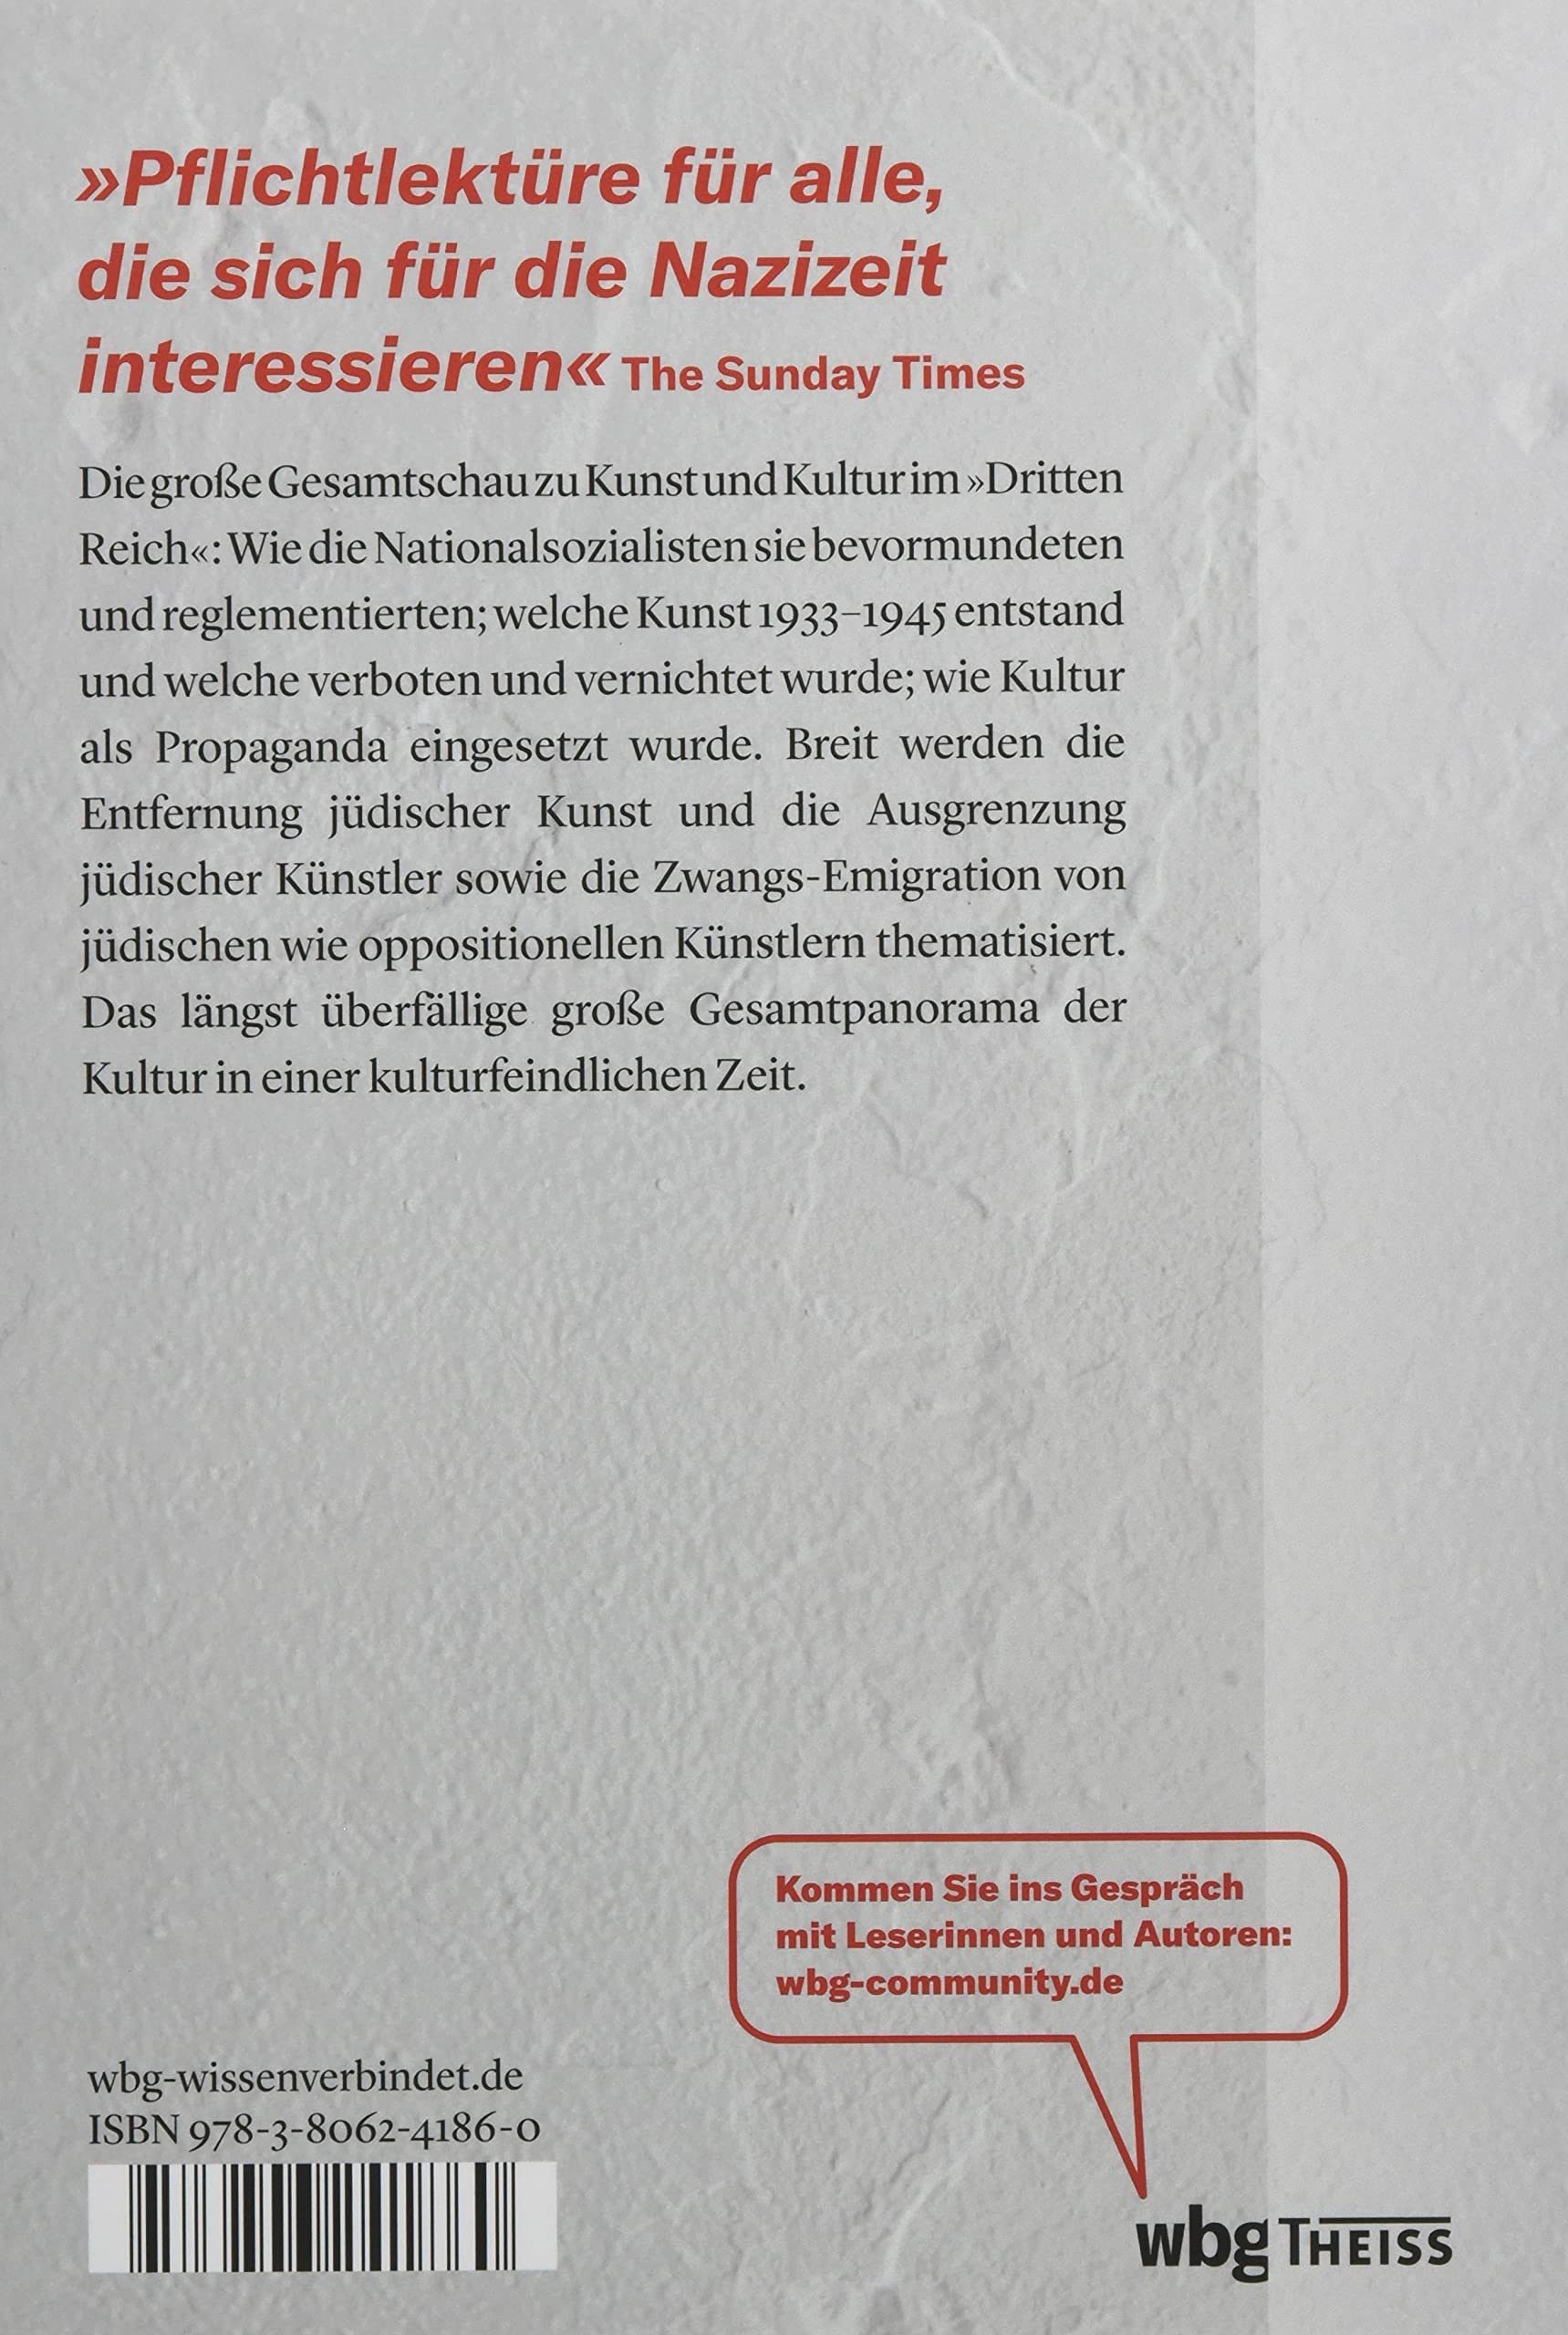 »Pflichtlektüre für alle,
die sich für die Nazizeit
interessieren« The Sunday Times
Die große Gesamtschau zu Kunst und Kultur im »Dritten
Reich«: Wie die Nationalsozialisten sie bevormundeten
und reglementierten; welche Kunst 1933–1945 entstand
und welche verboten und vernichtet wurde; wie Kultur
als Propaganda eingesetzt wurde. Breit werden die
Entfernung jüdischer Kunst und die Ausgrenzung
jüdischer Künstler sowie die Zwangs-Emigration von
jüdischen wie oppositionellen Künstlern thematisiert.
Das längst überfällige große Gesamtpanorama der
Kultur in einer kulturfeindlichen Zeit.
Kommen Sie ins Gespräch
mit Leserinnen und Autoren:
wbg-community.de
wbg-wissenverbindet.de
ISBN 978-3-8062-4186-0
wbg THEISS